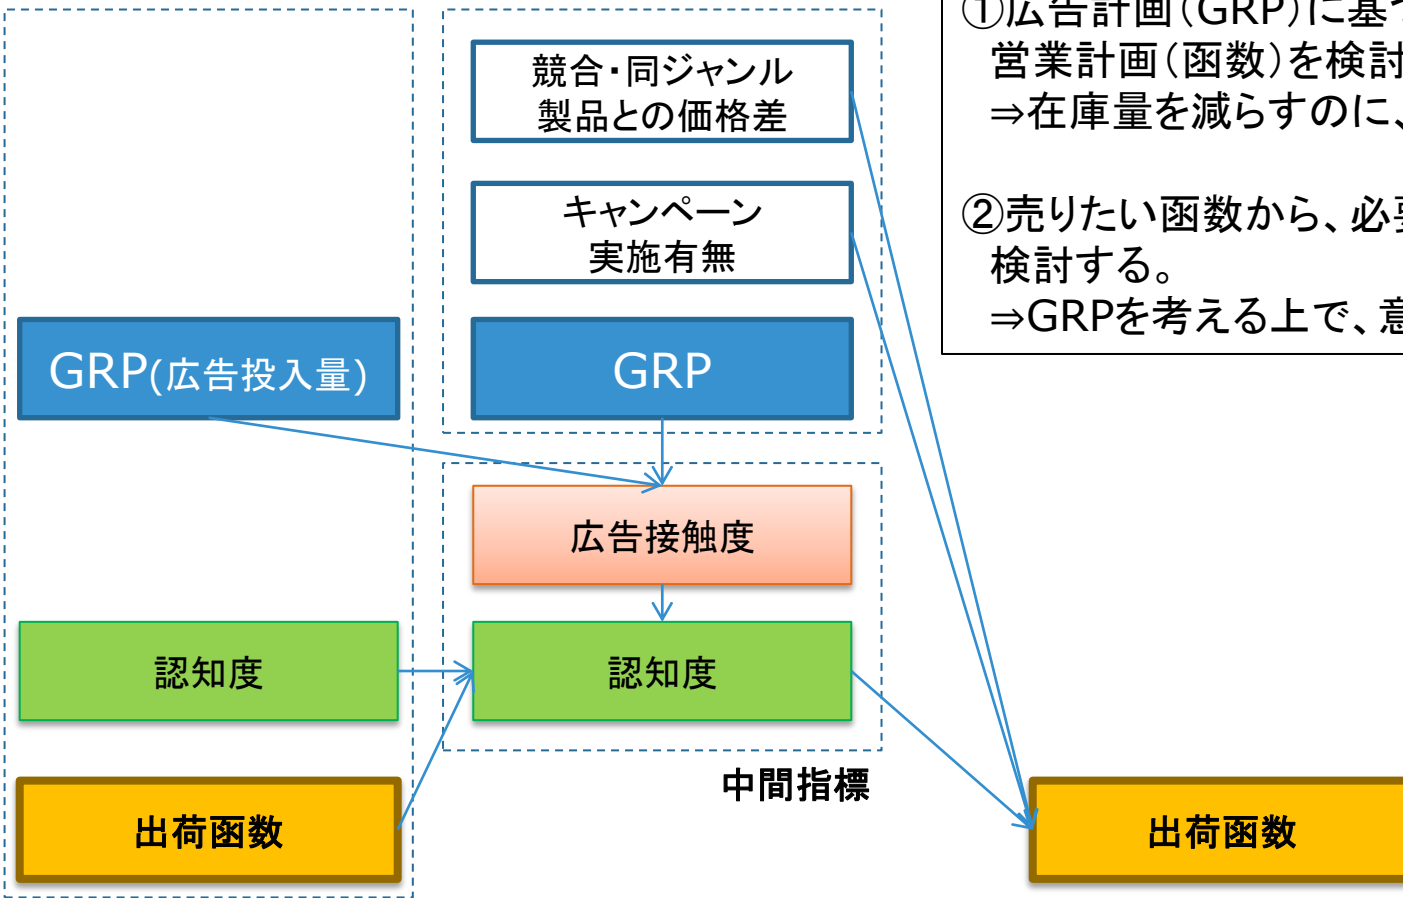 競合・同ジャンル
製品との価格差
キャンペーン
実施有無
GRP(広告投入量)
GRP
広告接触度
認知度
認知度
中間指標
出荷函数
出荷函数
①広告計画(GRP)に基
営業計画(函数)を検討
⇒在庫量を減らすのに、
②売りたい函数から、必要
検討する。
⇒GRPを考える上で、意